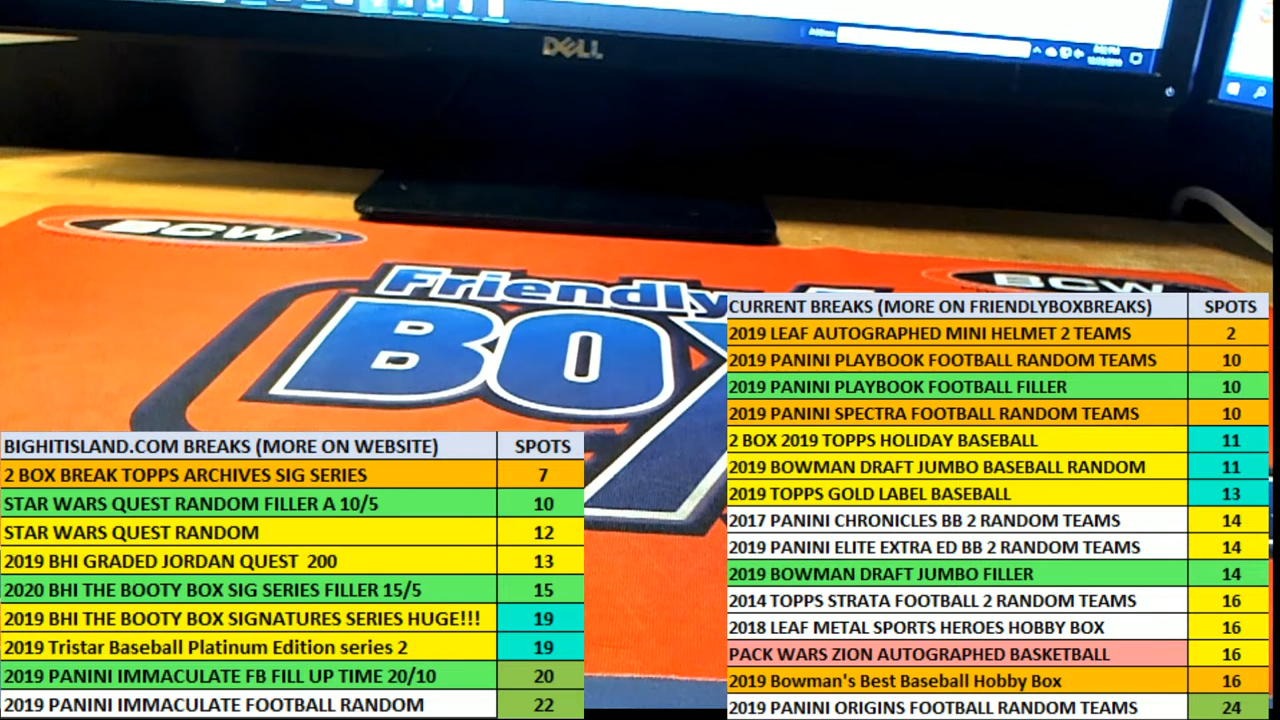 DELL
BCW
BCW
Friendly
BO
CURRENT BREAKS (MORE ON FRIENDLYBOXBREAKS) SPOTS
2019 LEAF AUTOGRAPHED MINI HELMET 2 TEAMS 2
2019 PANINI PLAYBOOK FOOTBALL RANDOM TEAMS 10
2019 PANINI PLAYBOOK FOOTBALL FILLER 10
2019 PANINI SPECTRA FOOTBALL RANDOM TEAMS 10
2 BOX 2019 TOPPS HOLIDAY BASEBALL 11
2019 BOWMAN DRAFT JUMBO BASEBALL RANDOM 11
2019 TOPPS GOLD LABEL BASEBALL 13
2017 PANINI CHRONICLES BB 2 RANDOM TEAMS 14
2019 PANINI ELITE EXTRA ED BB 2 RANDOM TEAMS 14
2019 BOWMAN DRAFT JUMBO FILLER 14
2014 TOPPS STRATA FOOTBALL 2 RANDOM TEAMS 16
2018 LEAF METAL SPORTS HEROES HOBBY BOX 16
PACK WARS ZION AUTOGRAPHED BASKETBALL 16
2019 Bowman's Best Baseball Hobby Box 16
2019 PANINI ORIGINS FOOTBALL RANDOM TEAMS 24
BIGHITISLAND.COM BREAKS (MORE ON WEBSITE) SPOTS
2 BOX BREAK TOPPS ARCHIVES SIG SERIES 7
STAR WARS QUEST RANDOM FILLER A 10/5 10
STAR WARS QUEST RANDOM 12
2019 BHI GRADED JORDAN QUEST 200 13
2020 BHI THE BOOTY BOX SIG SERIES FILLER 15/5 15
2019 BHI THE BOOTY BOX SIGNATURES SERIES HUGE!!! 19
2019 Tristar Baseball Platinum Edition series 2 19
2019 PANINI IMMACULATE FB FILL UP TIME 20/10 20
2019 PANINI IMMACULATE FOOTBALL RANDOM 22